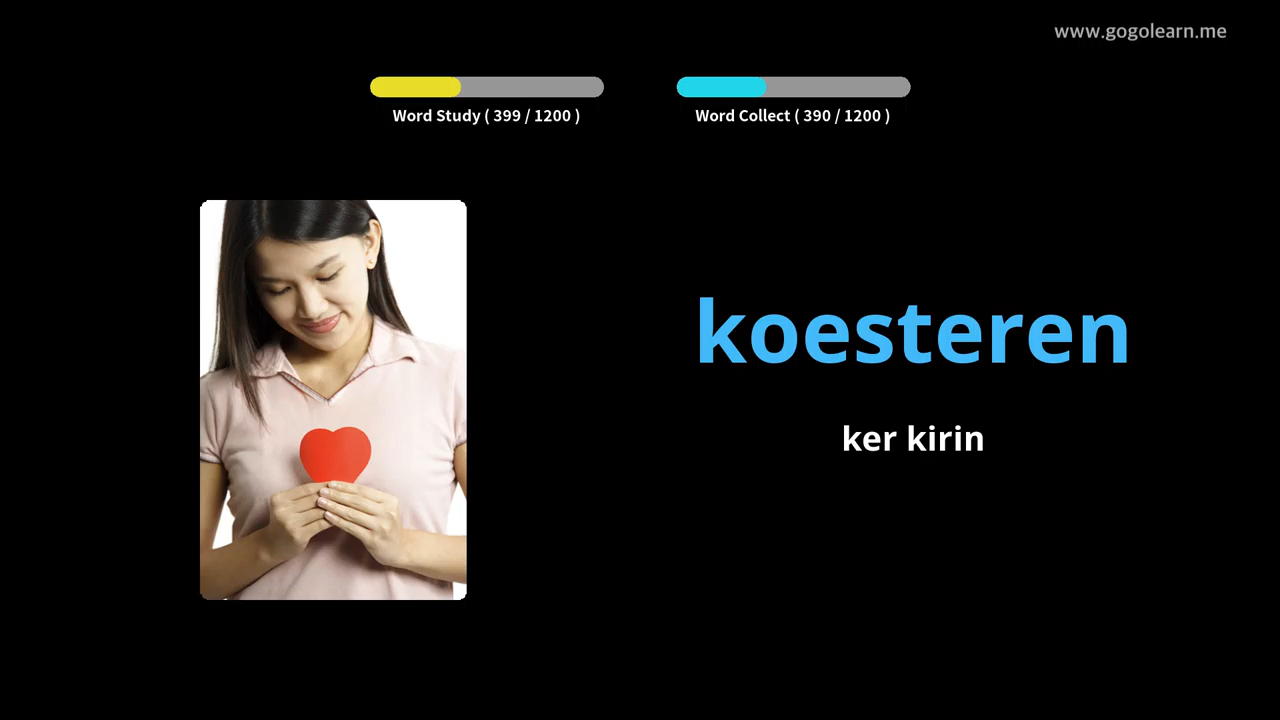 www.gogolearn.me
Word Study ( 399 / 1200 )
Word Collect ( 390 / 1200 )
koesteren
ker kirin